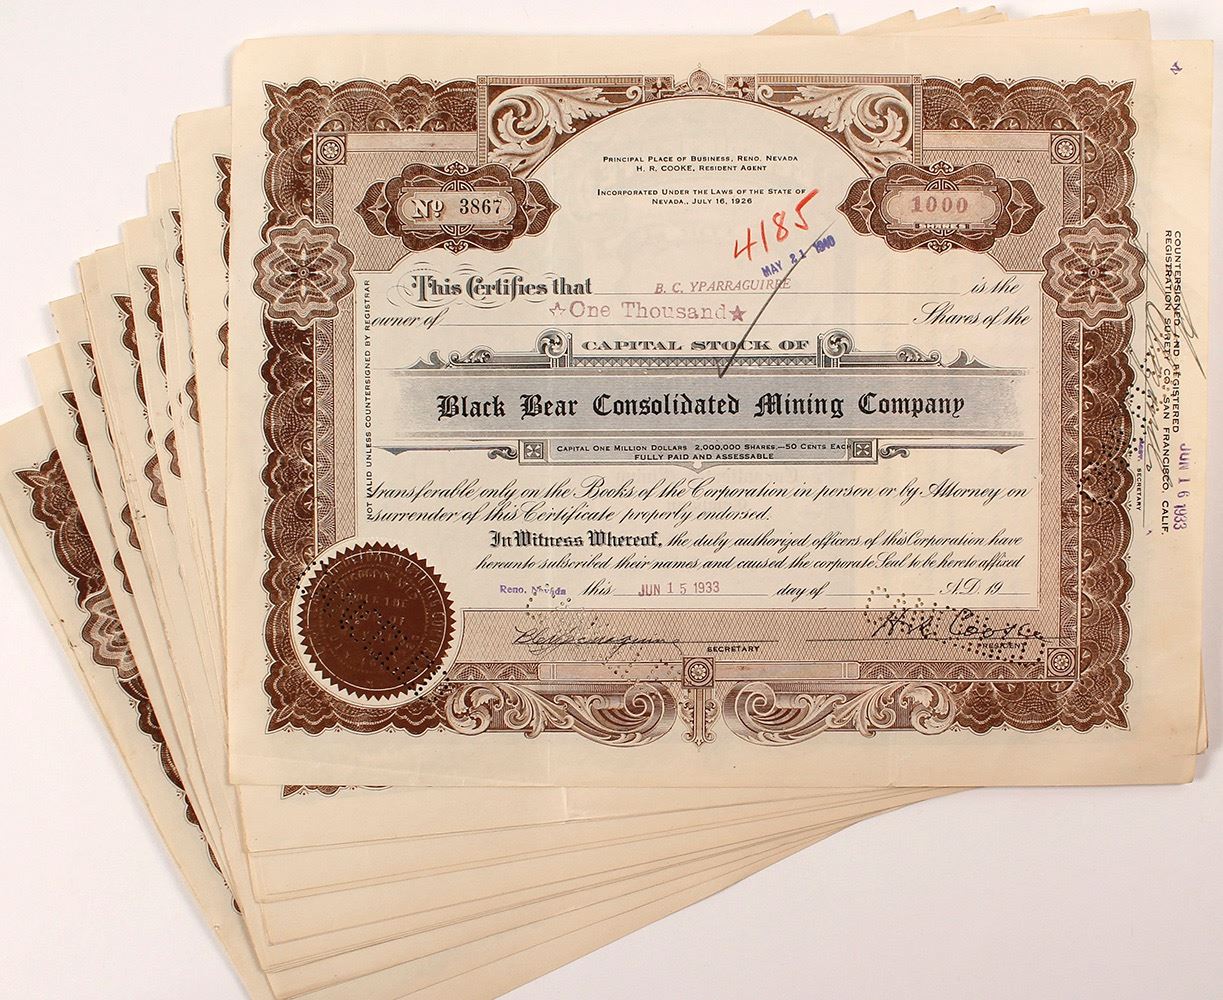 PRINCIPAL PLACE OF BUSINESS, RENO, NEVADA
H. R. COOKE, RESIDENT AGENT
INCORPORATED UNDER THE LAWS OF THE STATE OF
NEVADA., JULY 16, 1926
Nº 3867
1000
SHARES
4185
MAY 21 1940
This Certifies that B. C. YPARRAGUIRRE is the
owner of ☆One Thousand★ Shares of the
CAPITAL STOCK OF
Black Bear Consolidated Mining Company
CAPITAL ONE MILLION DOLLARS 2,000,000 SHARES—50 CENTS EACH
FULLY PAID AND ASSESSABLE
transferable only on the Books of the Corporation in person or by Attorney on
surrender of this Certificate properly endorsed.
In Witness Whereof, the duly authorized officers of this Corporation have
hereunto subscribed their names and caused the corporate Seal to be hereto affixed
Reno, Nevada this JUN 15 1933 day of A.D. 19
SECRETARY
H. R. Cooke
PRESIDENT
NOT VALID UNLESS COUNTERSIGNED BY REGISTRAR
COUNTERSIGNED AND REGISTERED
REGISTRATION SURETY CO., SAN FRANCISCO, CALIF.
JUN 16 1933
SECRETARY